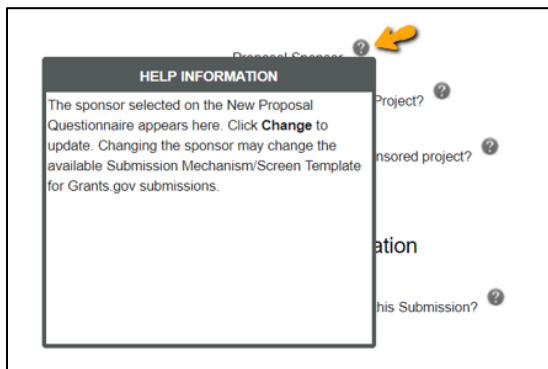 Proposal Sponsor
HELP INFORMATION
The sponsor selected on the New Proposal
Questionnaire appears here. Click Change to
update. Changing the sponsor may change the
available Submission Mechanism/Screen Template
for Grants.gov submissions.
Project?
nsored project?
ation
his Submission?